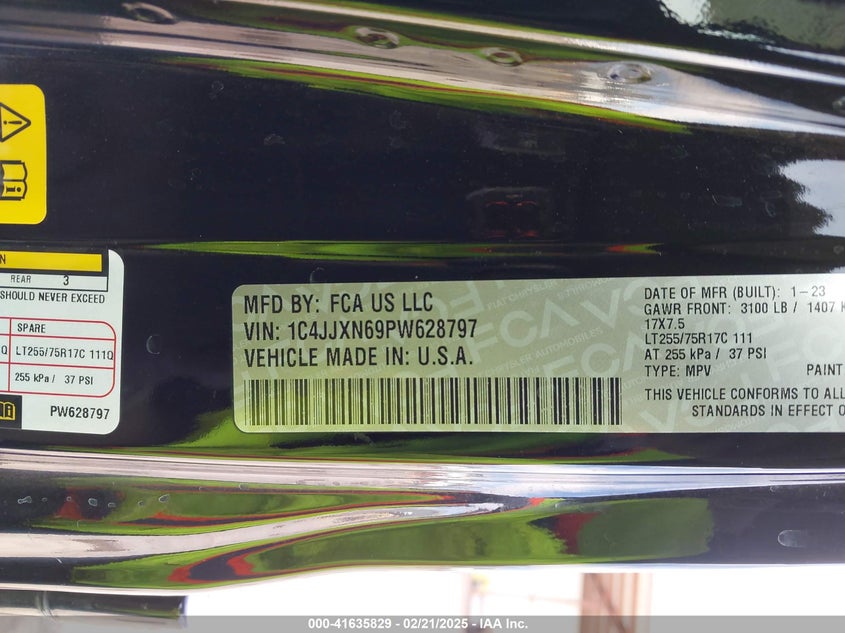 N
REAR 3
SHOULD NEVER EXCEED
SPARE
Q LT255/75R17C 111Q
255 kPa / 37 PSI
PW628797
MFD BY: FCA US LLC
VIN: 1C4JJXN69PW628797
VEHICLE MADE IN: U.S.A.
DATE OF MFR (BUILT): 1-23
GAWR FRONT: 3100 LB / 1407 K
17X7.5
LT255/75R17C 111
AT 255 kPa / 37 PSI
TYPE: MPV PAINT
THIS VEHICLE CONFORMS TO ALL
STANDARDS IN EFFECT O
000-41635829 - 02/21/2025 - IAA Inc.